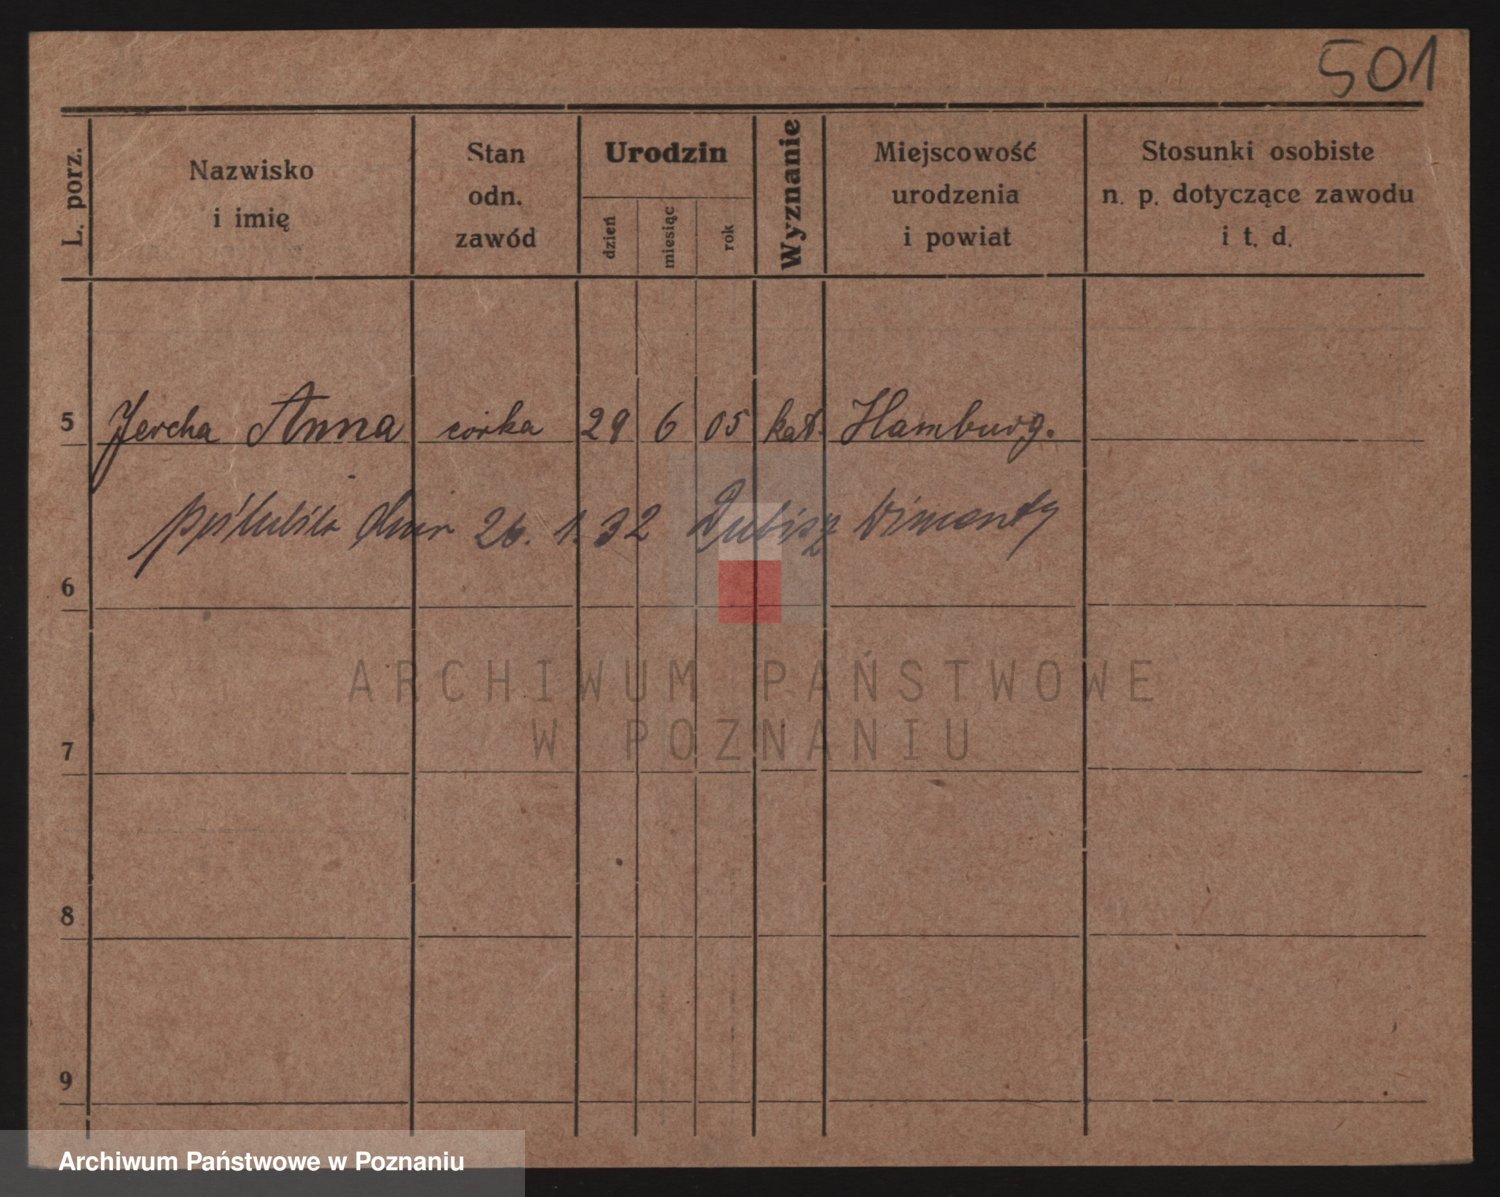 501
L. porz.
Nazwisko
i imię
Stan
odn.
zawód
Urodzin
dzień
miesiąc
rok
Wyznanie
Miejscowość
urodzenia
i powiat
Stosunki osobiste
n. p. dotyczące zawodu
i t. d.
5 Jercha Anna córka 29 6 05 kat. Hamburg.
poślubiła dnia 26. 1. 32
6
7
8
9
ARCHIWUM PAŃSTWOWE
W POZNANIU
Archiwum Państwowe w Poznaniu